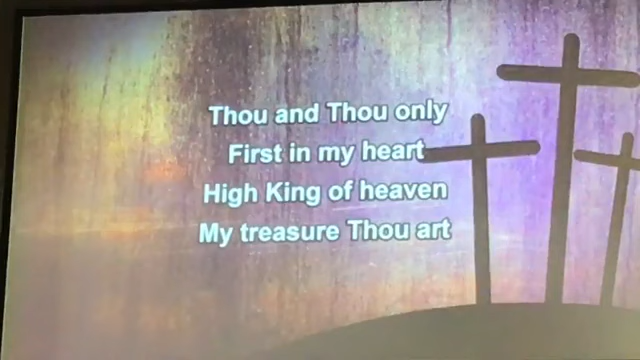 Thou and Thou only
First in my heart
High King of heaven
My treasure Thou art